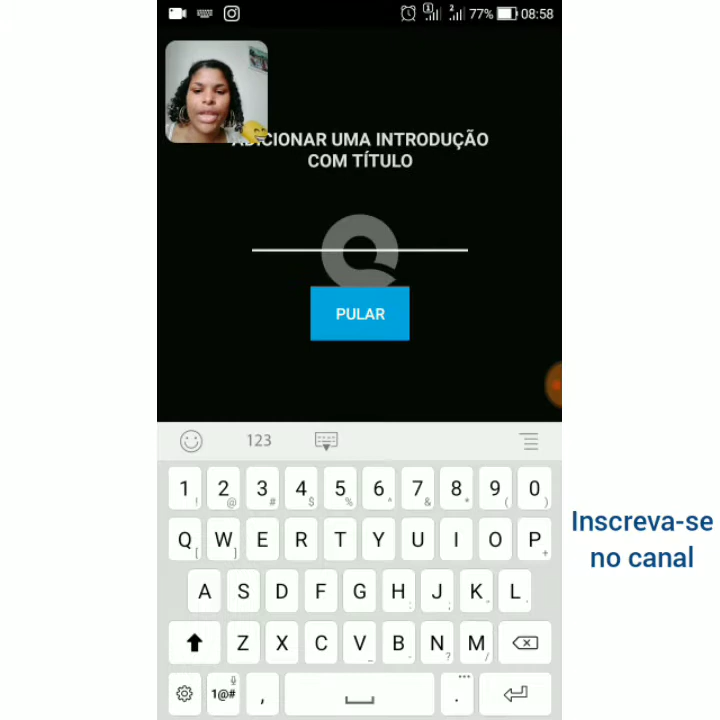 77% 08:58
ADICIONAR UMA INTRODUÇÃO
COM TÍTULO
PULAR
123
1 2 3 4 5 6 7 8 9 0
! @ # $ % ^ & * ( )
Q W E R T Y U I O P
[ ] +
A S D F G H J K L
Z X C V B N M
1@# , .
Inscreva-se
no canal